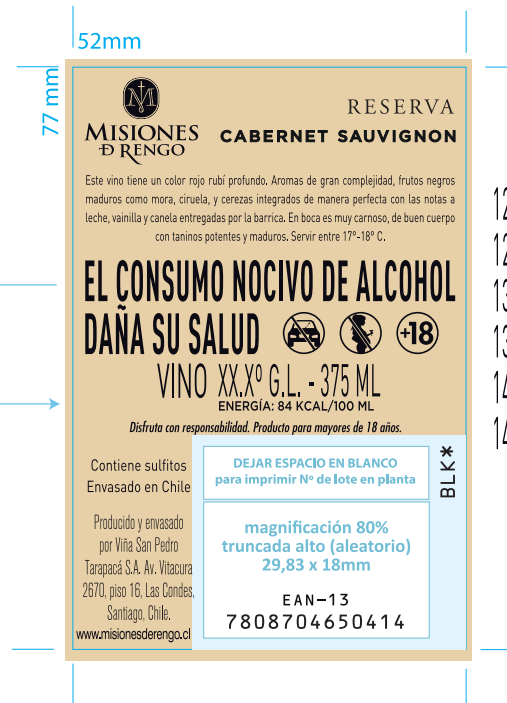 52mm
77 mm
M
MISIONES
D RENGO
RESERVA
CABERNET SAUVIGNON
Este vino tiene un color rojo rubí profundo. Aromas de gran complejidad, frutos negros
maduros como mora, ciruela, y cerezas integrados de manera perfecta con las notas a
leche, vainilla y canela entregadas por la barrica. En boca es muy carnoso, de buen cuerpo
con taninos potentes y maduros. Servir entre 17°-18° C.
EL CONSUMO NOCIVO DE ALCOHOL
DAÑA SU SALUD
+18
VINO XX.Xº G.L. - 375 ML
ENERGÍA: 84 KCAL/100 ML
Disfruta con responsabilidad. Producto para mayores de 18 años.
Contiene sulfitos
Envasado en Chile
Producido y envasado
por Viña San Pedro
Tarapacá S.A. Av. Vitacura
2670, piso 16, Las Condes,
Santiago, Chile.
www.misionesderengo.cl
DEJAR ESPACIO EN BLANCO
para imprimir Nº de lote en planta
BLK*
magnificación 80%
truncada alto (aleatorio)
29,83 x 18mm
EAN-13
7808704650414